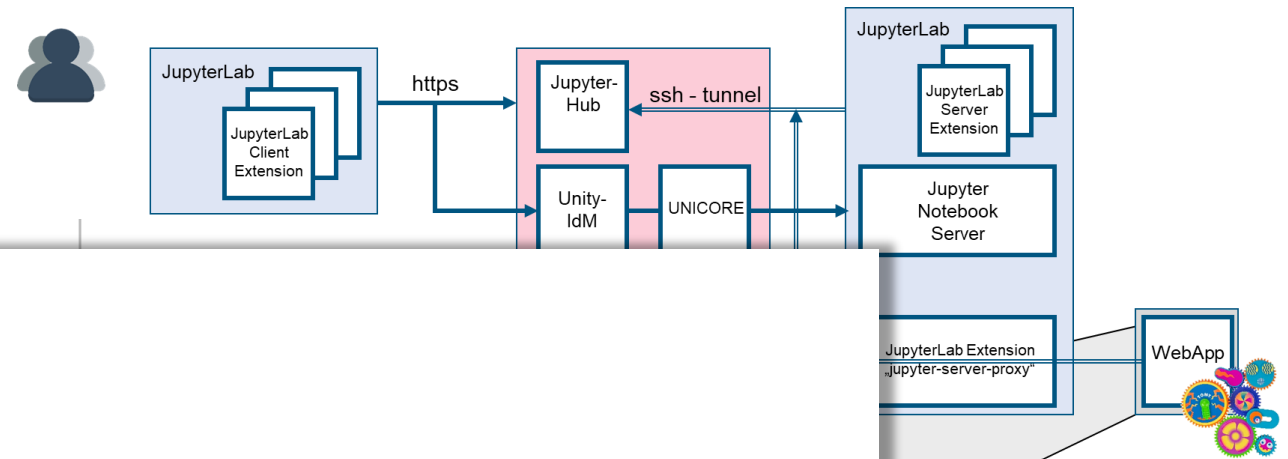 JupyterLab
JupyterLab
Client
Extension
https
Jupyter-
Hub
ssh - tunnel
Unity-
IdM
UNICORE
JupyterLab
JupyterLab
Server
Extension
Jupyter
Notebook
Server
JupyterLab Extension
„jupyter-server-proxy“
WebApp